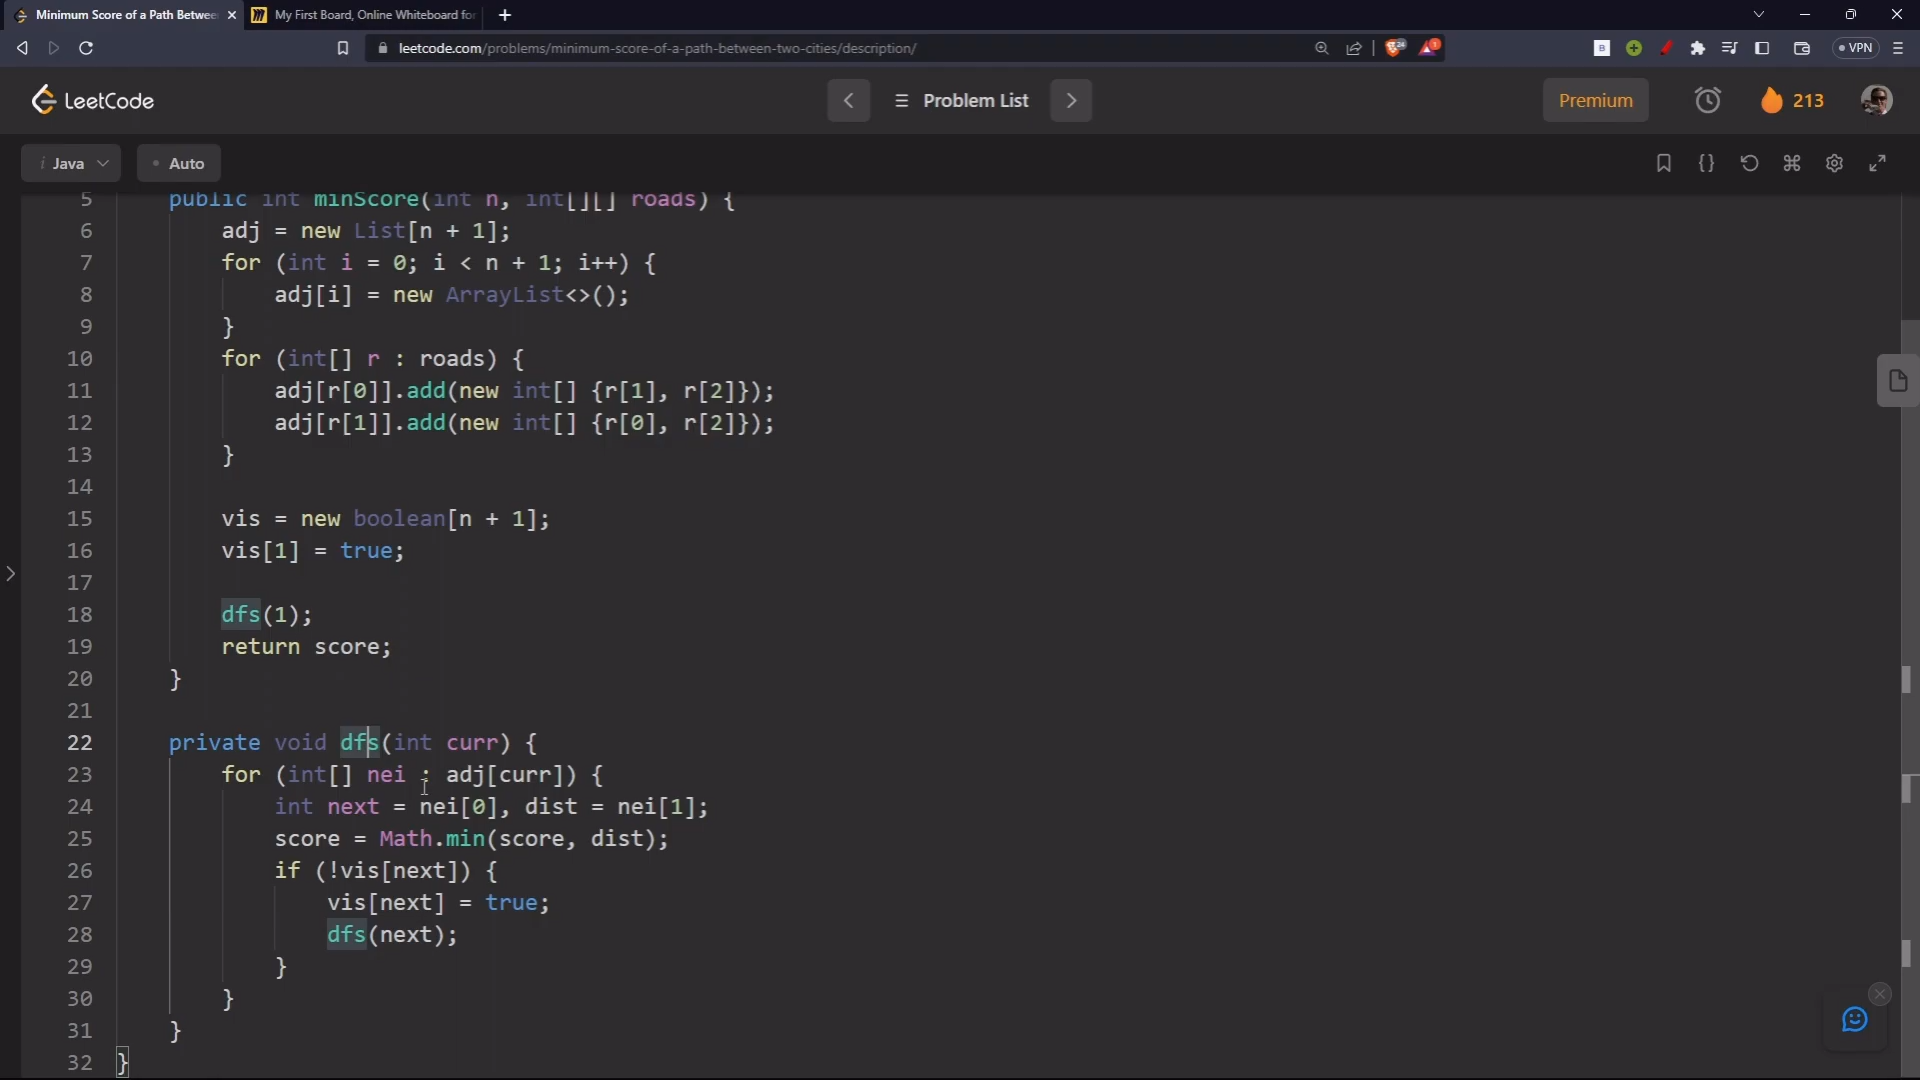 Minimum Score of a Path Betwee
My First Board, Online Whiteboard for
leetcode.com/problems/minimum-score-of-a-path-between-two-cities/description/
24
1
B
VPN
LeetCode
Problem List
Premium
213
i Java
Auto
5 public int minScore(int n, int[][] roads) {
6 adj = new List[n + 1];
7 for (int i = 0; i < n + 1; i++) {
8 adj[i] = new ArrayList<>();
9 }
10 for (int[] r : roads) {
11 adj[r[0]].add(new int[] {r[1], r[2]});
12 adj[r[1]].add(new int[] {r[0], r[2]});
13 }
14
15 vis = new boolean[n + 1];
16 vis[1] = true;
17
18 dfs(1);
19 return score;
20 }
21
22 private void dfs(int curr) {
23 for (int[] nei : adj[curr]) {
24 int next = nei[0], dist = nei[1];
25 score = Math.min(score, dist);
26 if (!vis[next]) {
27 vis[next] = true;
28 dfs(next);
29 }
30 }
31 }
32 }